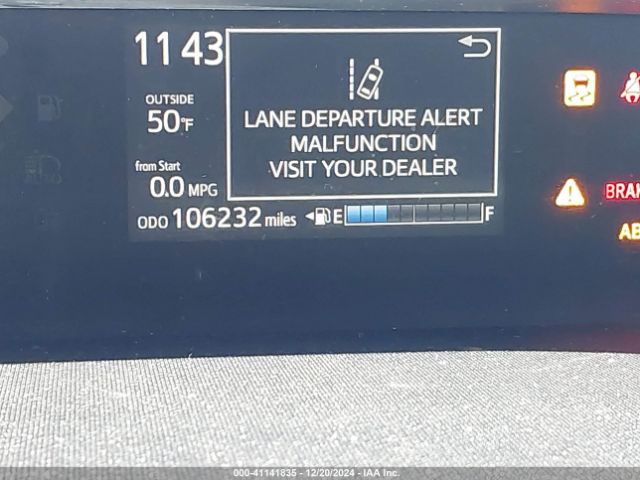 11 43
OUTSIDE
50°F
from Start
0.0 MPG
ODO 106232 miles
LANE DEPARTURE ALERT
MALFUNCTION
VISIT YOUR DEALER
E F
BRAK
AB
000-41141835 - 12/20/2024 - IAA Inc.